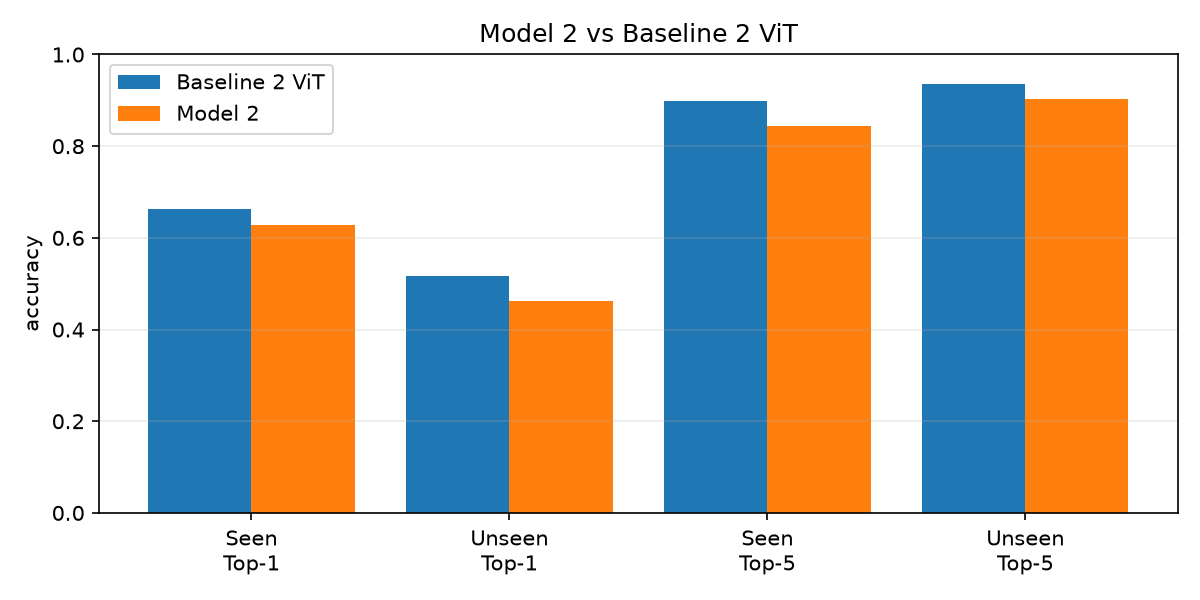 Model 2 vs Baseline 2 ViT
Baseline 2 ViT
Model 2
accuracy
1.0
0.8
0.6
0.4
0.2
0.0
Seen
Top-1
Unseen
Top-1
Seen
Top-5
Unseen
Top-5